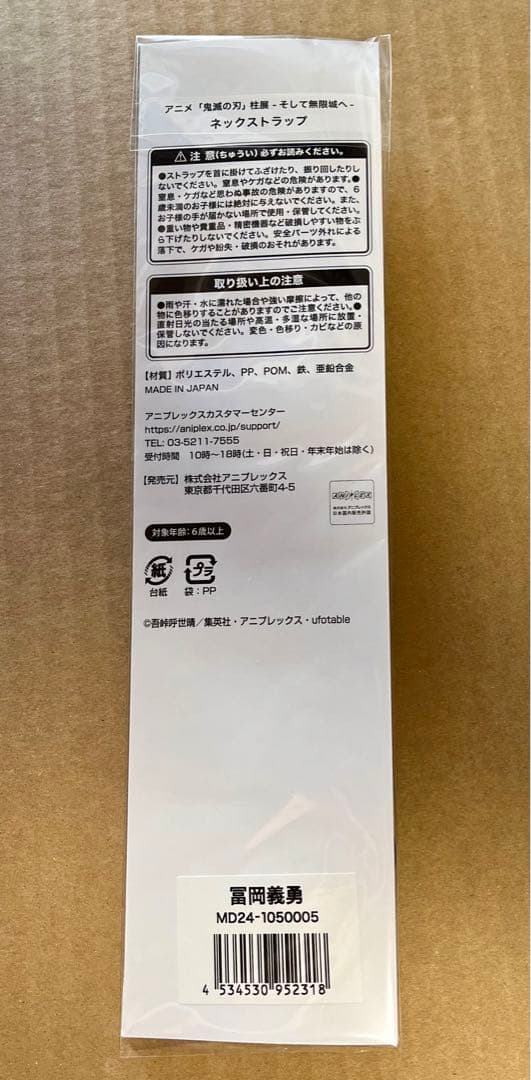 アニメ「鬼滅の刃」柱展 - そして無限城へ -
ネックストラップ
⚠ 注 意(ちゅうい) 必ずお読みください。
●ストラップを首に掛けてふざけたり、振り回したりし
ないでください。窒息やケガなどの危険があります。●
窒息・ケガなど思わぬ事故の危険がありますので、6
歳未満のお子様には絶対に与えないでください。また、
お子様の手が届かない場所で使用・保管してください。
●重い物や貴重品・精密機器など破損しやすい物をぶ
ら下げたりしないでください。安全パーツ外れによる
落下で、ケガや紛失・破損のおそれがあります。
取り扱い上の注意
●雨や汗・水に濡れた場合や強い摩擦によって、他の
物に色移りすることがありますのでご注意ください。●
直射日光の当たる場所や高温・多湿な場所に放置・
保管しないでください。変色・色移り・カビなどの原
因になります。
【材質】ポリエステル、PP、POM、鉄、亜鉛合金
MADE IN JAPAN
アニプレックスカスタマーセンター
https://aniplex.co.jp/support/
TEL: 03-5211-7555
受付時間 10時〜18時(土・日・祝日・年末年始は除く)
【発売元】株式会社アニプレックス
東京都千代田区六番町4-5
ANIPLEX
株式会社アニプレックス
日本国内販売許諾
対象年齢:6歳以上
紙
台紙
プラ
袋:PP
©吾峠呼世晴/集英社・アニプレックス・ufotable
冨岡義勇
MD24-1050005
4 534530 952318